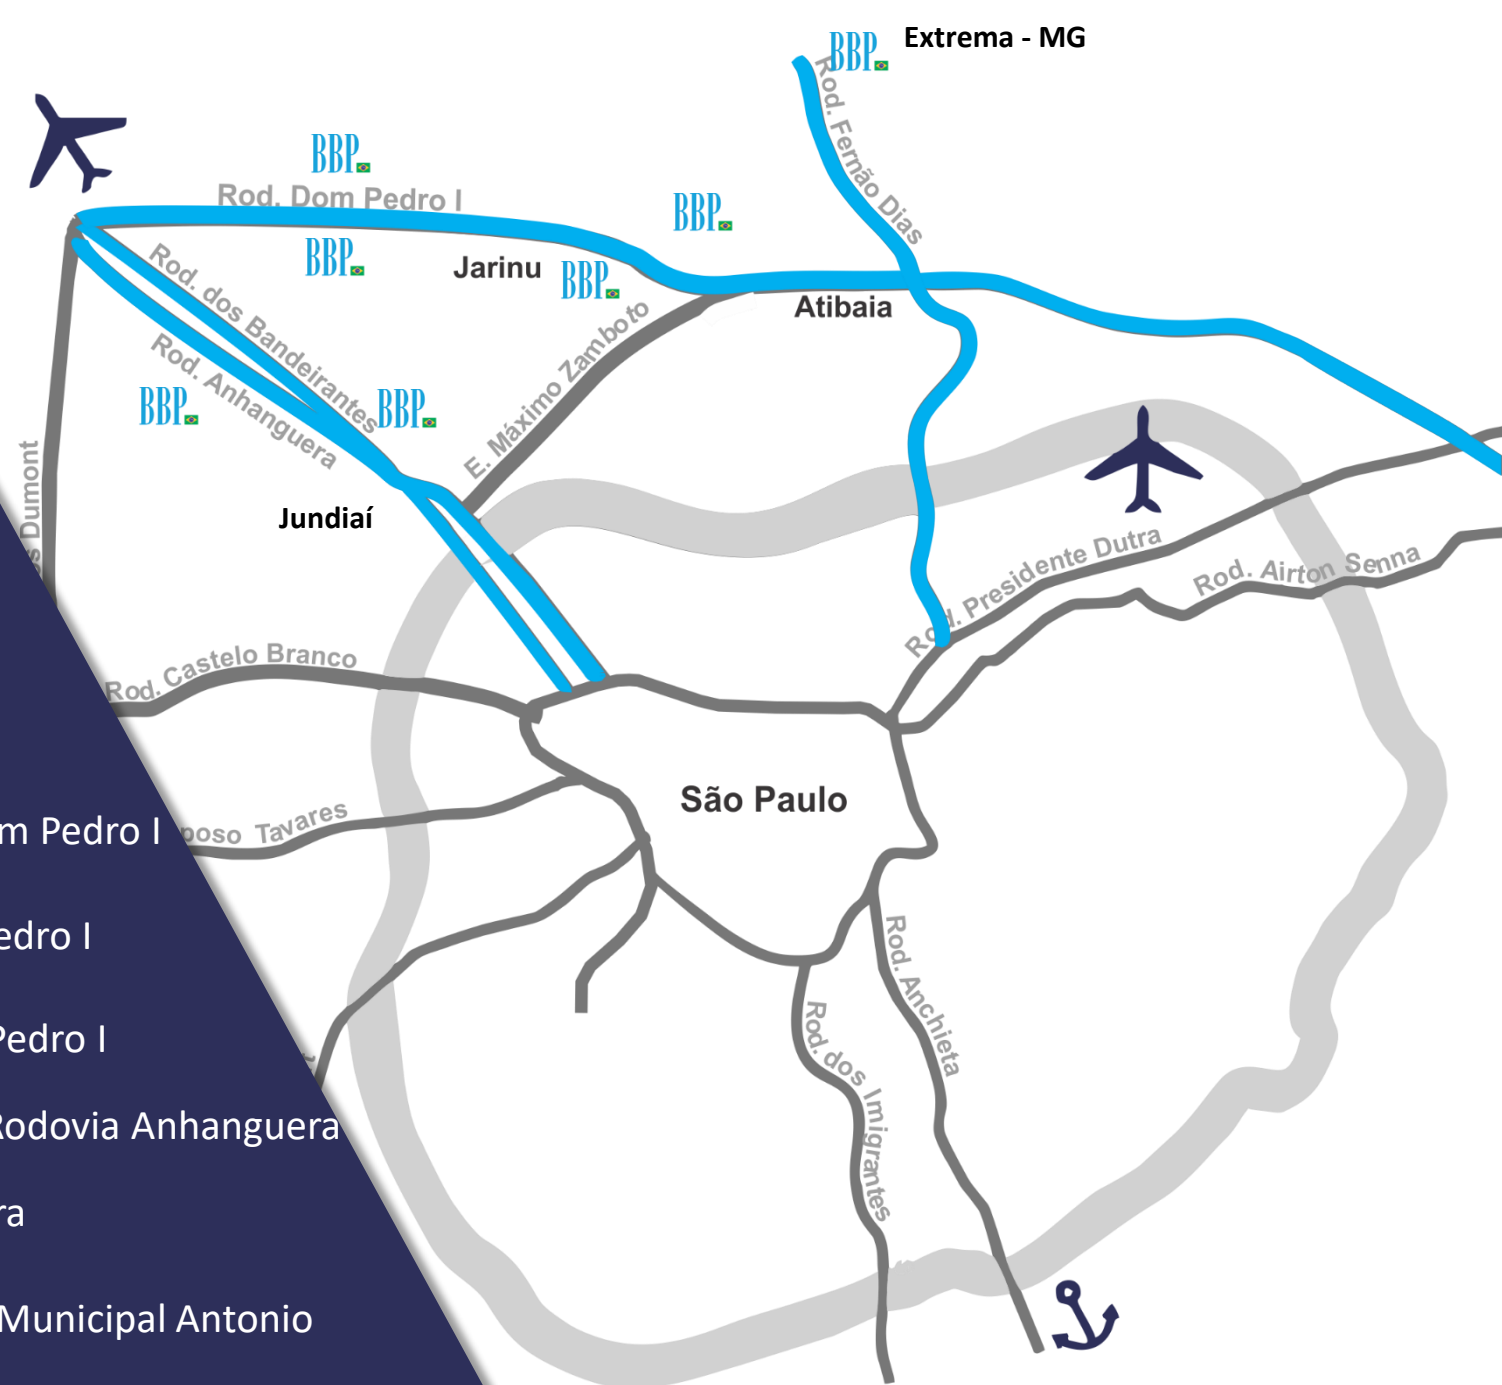 BBP
Extrema - MG
Rod. Fernão Dias
BBP
Rod. Dom Pedro I
BBP
BBP
Jarinu
BBP
Rod. dos Bandeirantes
Atibaia
E. Máximo Zamboto
Rod. Anhanguera
BBP
BBP
Dumont
Jundiaí
Rod. Presidente Dutra
Rod. Airton Senna
Rod. Castelo Branco
São Paulo
poso Tavares
m Pedro I
edro I
Pedro I
Rod. Anchieta
Rod. dos Imigrantes
Rodovia Anhanguera
ra
Municipal Antonio